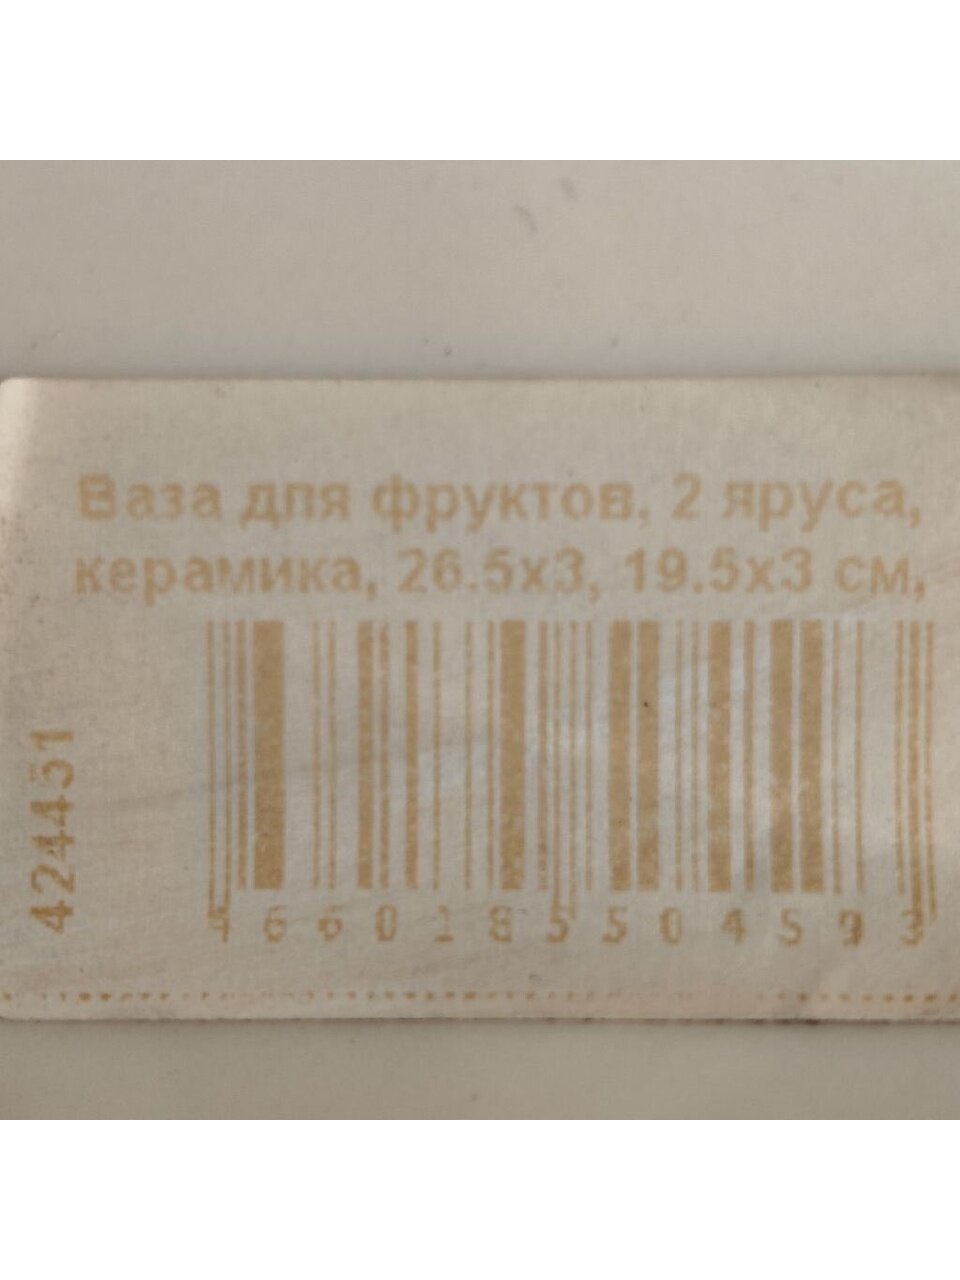 Ваза для фруктов, 2 яруса,
керамика, 26.5х3, 19.5х3 см,
424431
4660185504593